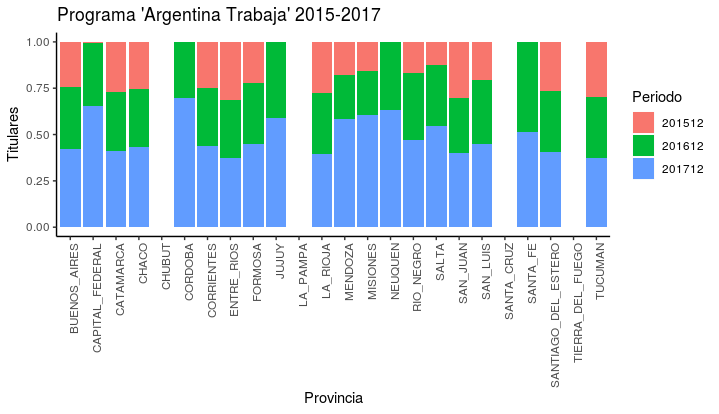 Programa 'Argentina Trabaja' 2015-2017
Titulares
1.00
0.75
0.50
0.25
0.00
BUENOS_AIRES
CAPITAL_FEDERAL
CATAMARCA
CHACO
CHUBUT
CORDOBA
CORRIENTES
ENTRE_RIOS
FORMOSA
JUJUY
LA_PAMPA
LA_RIOJA
MENDOZA
MISIONES
NEUQUEN
RIO_NEGRO
SALTA
SAN_JUAN
SAN_LUIS
SANTA_CRUZ
SANTA_FE
SANTIAGO_DEL_ESTERO
TIERRA_DEL_FUEGO
TUCUMAN
Provincia
Periodo
201512
201612
201712